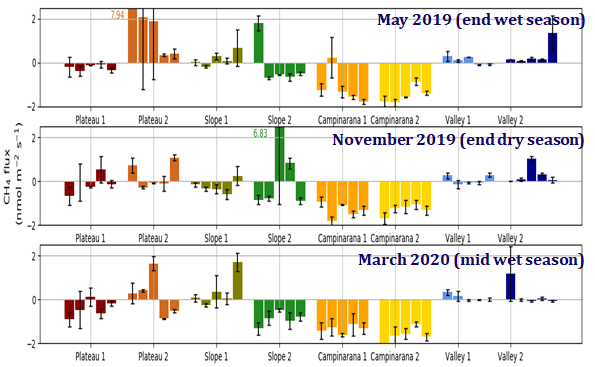 7.94
May 2019 (end wet season)
2
0
−2
Plateau 1 Plateau 2 Slope 1 Slope 2 Campinarana 1 Campinarana 2 Valley 1 Valley 2
CH₄ flux
(nmol m⁻² s⁻¹)
6.83
November 2019 (end dry season)
2
0
−2
Plateau 1 Plateau 2 Slope 1 Slope 2 Campinarana 1 Campinarana 2 Valley 1 Valley 2
March 2020 (mid wet season)
2
0
−2
Plateau 1 Plateau 2 Slope 1 Slope 2 Campinarana 1 Campinarana 2 Valley 1 Valley 2